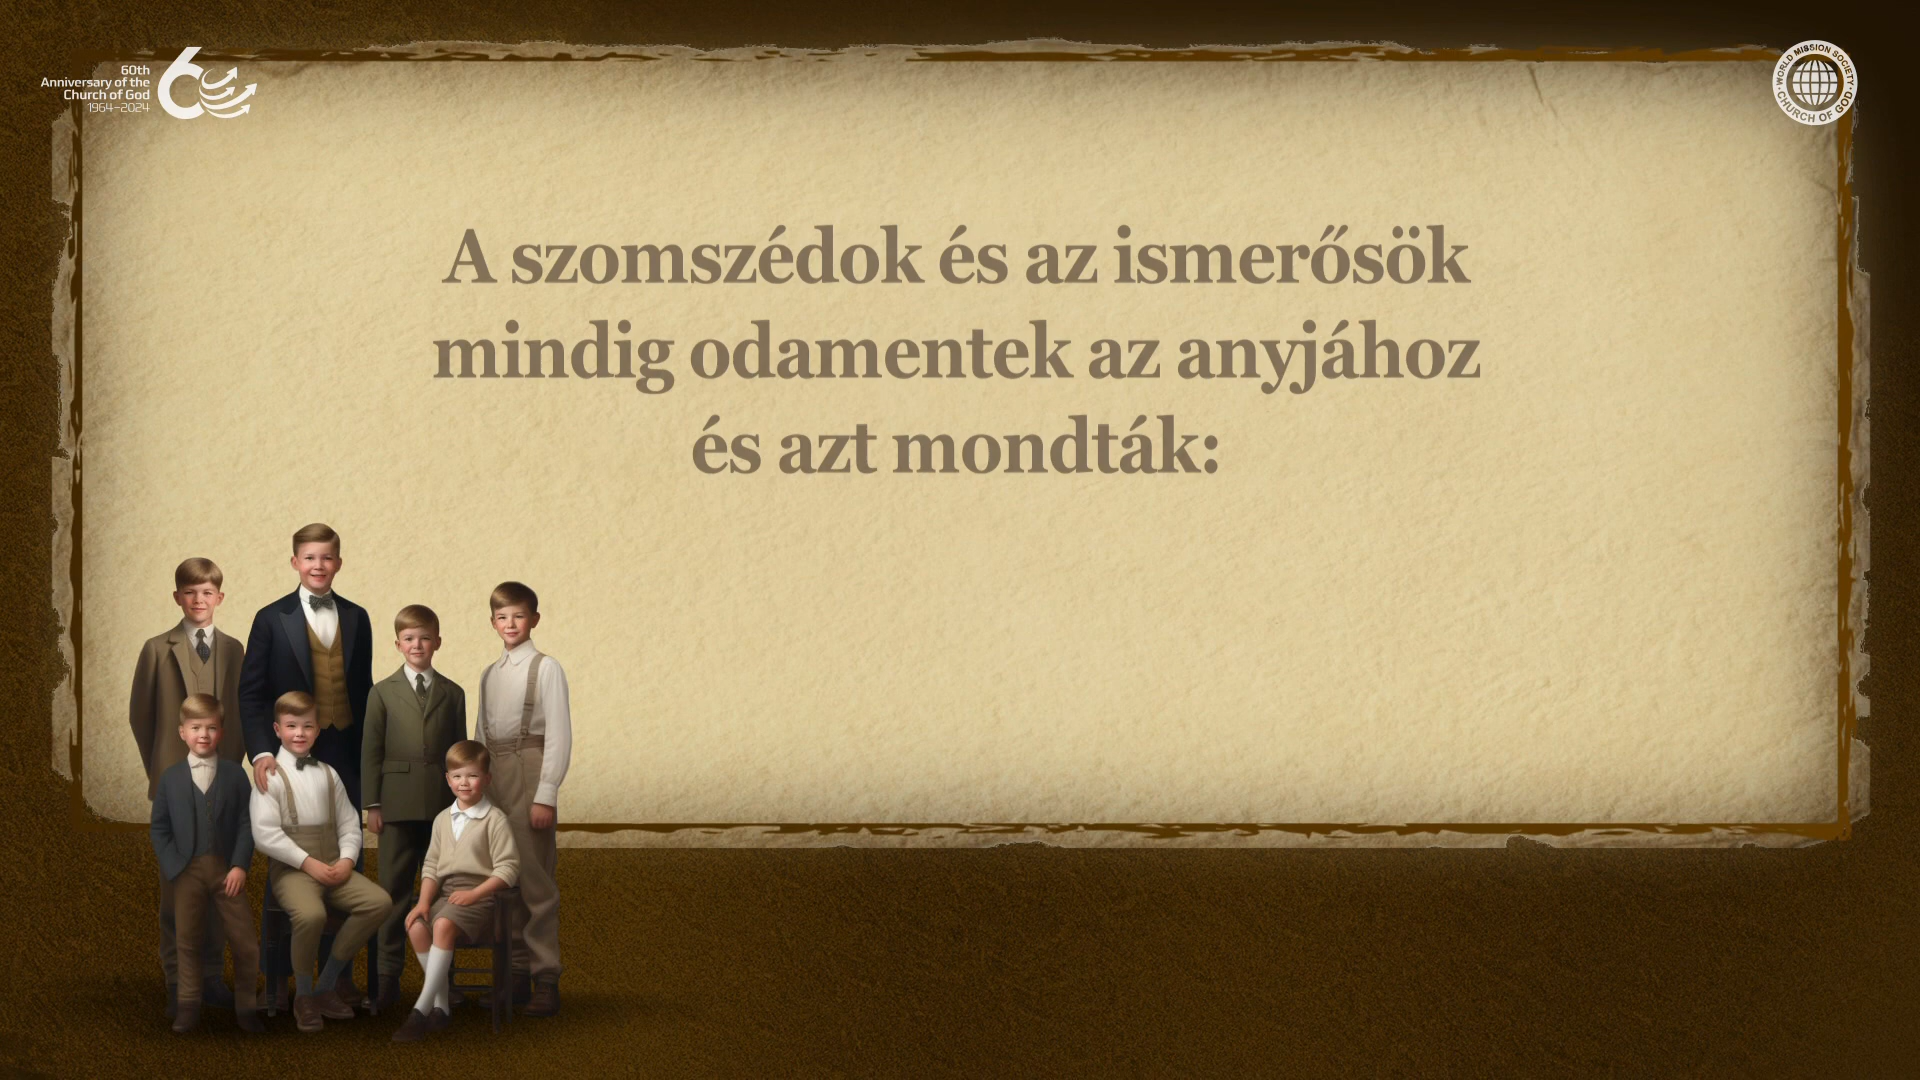 60th
Anniversary of the
Church of God
1964–2024
WORLD MISSION SOCIETY
CHURCH OF GOD
A szomszédok és az ismerősök
mindig odamentek az anyjához
és azt mondták: